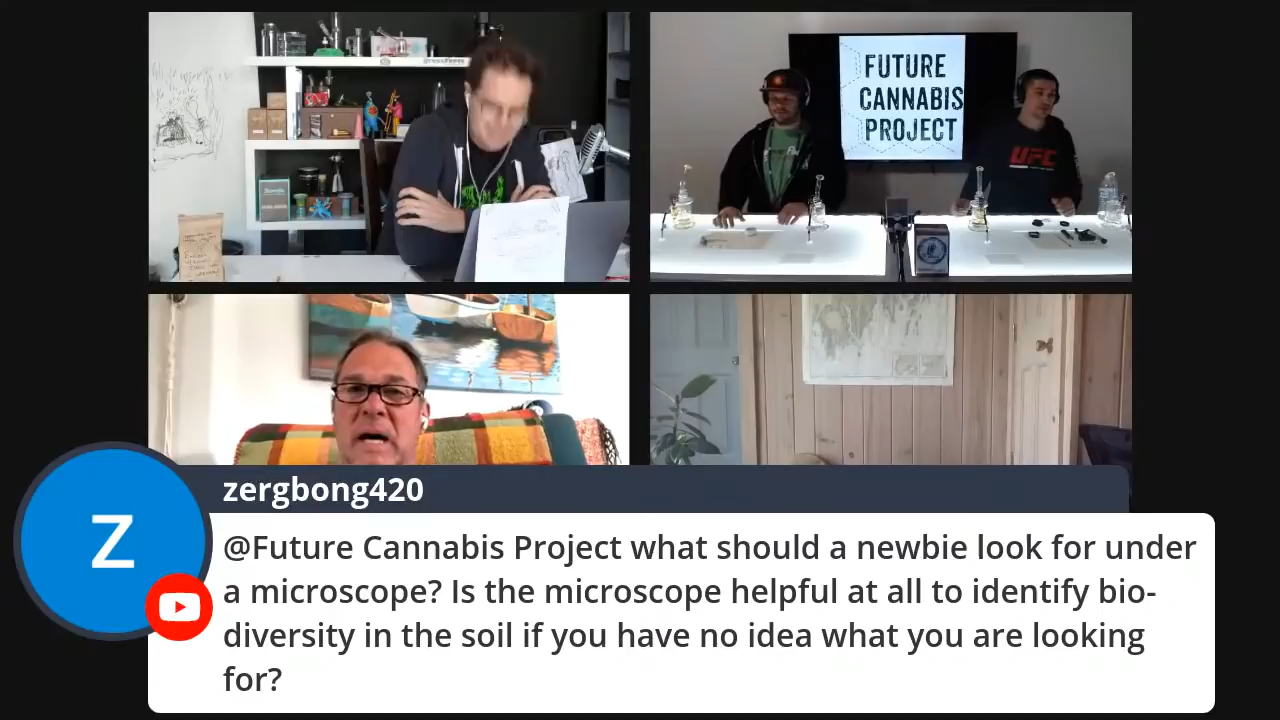 FUTURE
CANNABIS
PROJECT
UFC
zergbong420
Z
@Future Cannabis Project what should a newbie look for under
a microscope? Is the microscope helpful at all to identify bio-
diversity in the soil if you have no idea what you are looking
for?